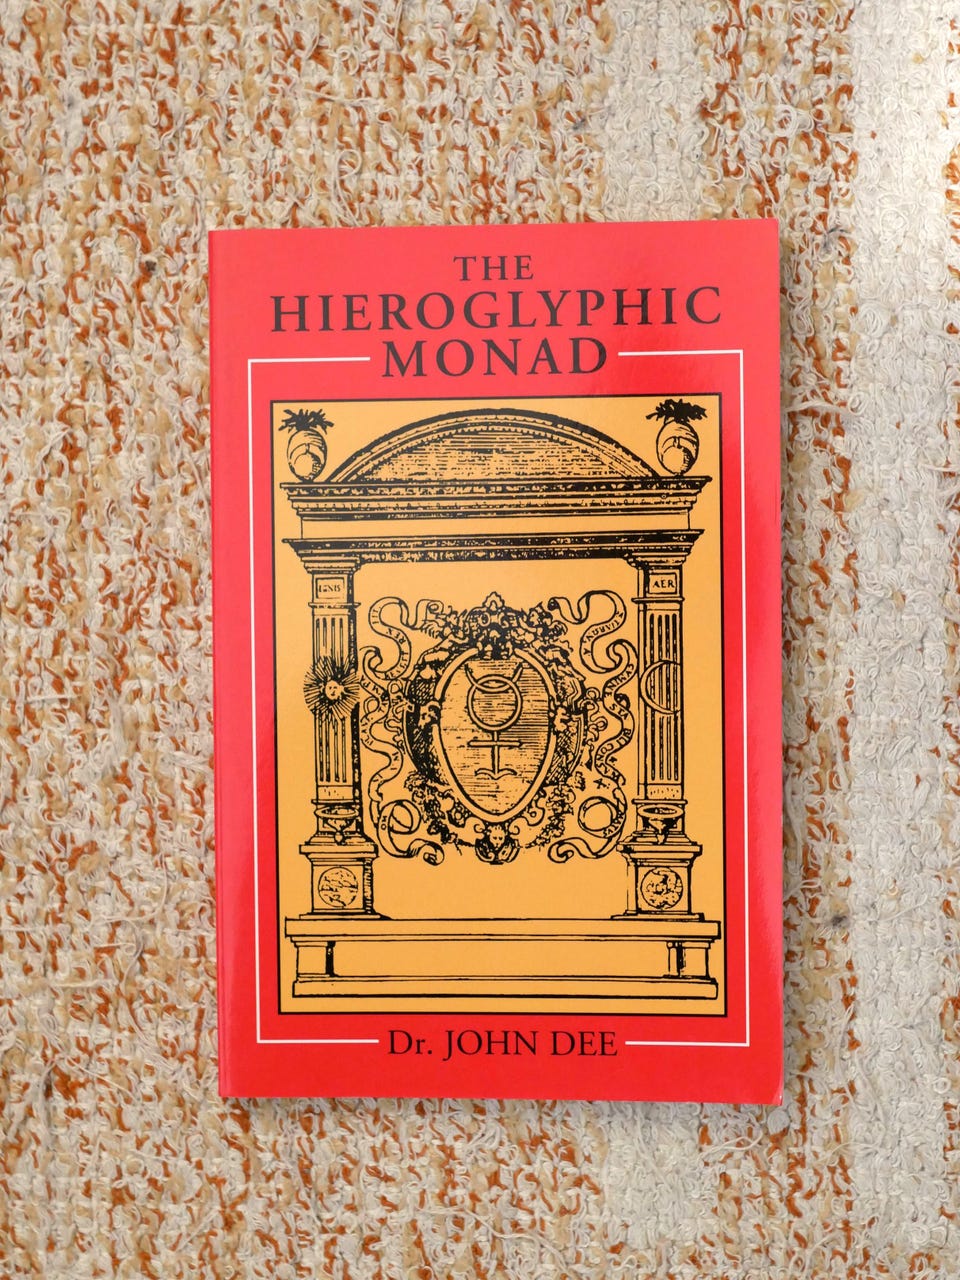 THE
HIEROGLYPHIC
MONAD
IGNIS
AER
Dr. JOHN DEE